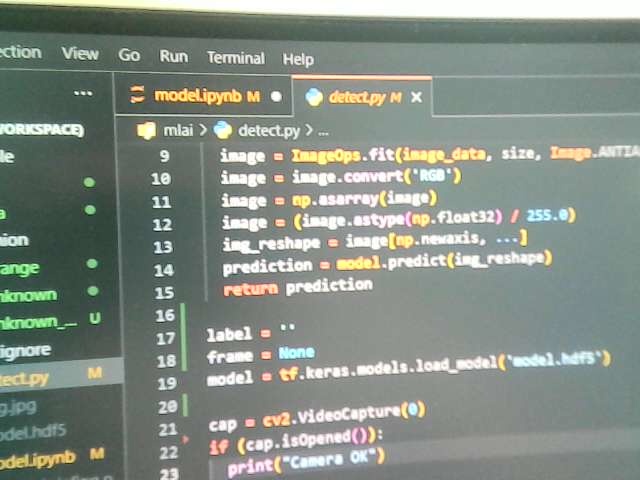 ection View Go Run Terminal Help
... model.ipynb M detect.py M ×
WORKSPACE) mlai > detect.py > ...
9 image = ImageOps.fit(image_data, size, Image.ANTIA
10 image = image.convert('RGB')
11 image = np.asarray(image)
12 image = (image.astype(np.float32) / 255.0)
13 img_reshape = image[np.newaxis, ...]
14 prediction = model.predict(img_reshape)
15 return prediction
16
17 label = ''
18 frame = None
19 model = tf.keras.models.load_model('model.hdf5')
20
21 cap = cv2.VideoCapture(0)
22 if (cap.isOpened()):
23 print("Camera OK")
le
a
nion
range
nknown
nknown_... U
ignore
tect.py M
g.jpg
odel.hdf5
odel.ipynb M